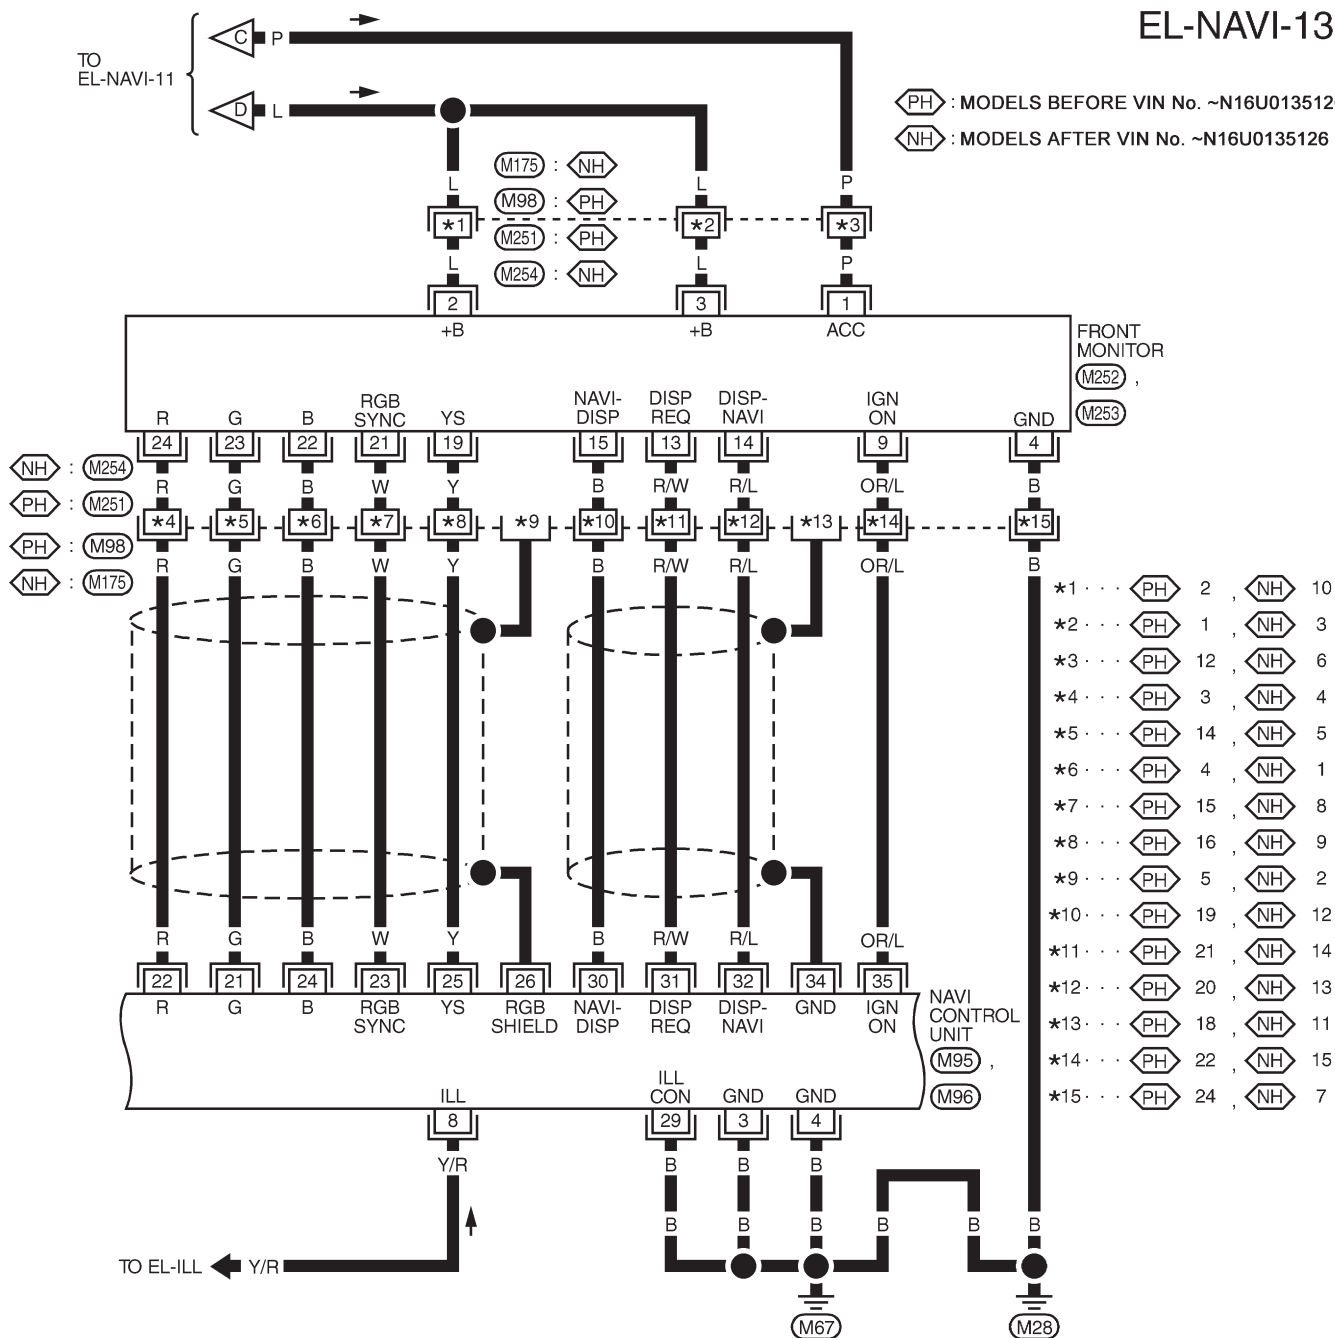 EL-NAVI-13
TO
EL-NAVI-11
C P
D L
PH : MODELS BEFORE VIN No. ~N16U013512
NH : MODELS AFTER VIN No. ~N16U0135126
M175 : NH
M98 : PH
M251 : PH
M254 : NH
L L P
*1 *2 *3
L L P
2 3 1
+B +B ACC
FRONT
MONITOR
M252 ,
M253
R G B RGB SYNC YS NAVI-DISP DISP REQ DISP-NAVI IGN ON GND
24 23 22 21 19 15 13 14 9 4
NH : M254
PH : M251
PH : M98
NH : M175
R G B W Y B R/W R/L OR/L B
*4 *5 *6 *7 *8 *9 *10 *11 *12 *13 *14 *15
R G B W Y B R/W R/L OR/L B
*1 · · · PH 2 , NH 10
*2 · · · PH 1 , NH 3
*3 · · · PH 12 , NH 6
*4 · · · PH 3 , NH 4
*5 · · · PH 14 , NH 5
*6 · · · PH 4 , NH 1
*7 · · · PH 15 , NH 8
*8 · · · PH 16 , NH 9
*9 · · · PH 5 , NH 2
*10 · · · PH 19 , NH 12
*11 · · · PH 21 , NH 14
*12 · · · PH 20 , NH 13
*13 · · · PH 18 , NH 11
*14 · · · PH 22 , NH 15
*15 · · · PH 24 , NH 7
R G B W Y B R/W R/L OR/L
22 21 24 23 25 26 30 31 32 34 35
R G B RGB SYNC YS RGB SHIELD NAVI-DISP DISP REQ DISP-NAVI GND IGN ON
NAVI
CONTROL
UNIT
M95 ,
M96
ILL ILL CON GND GND
8 29 3 4
Y/R B B B
B B B B B B
TO EL-ILL Y/R
M67 M28